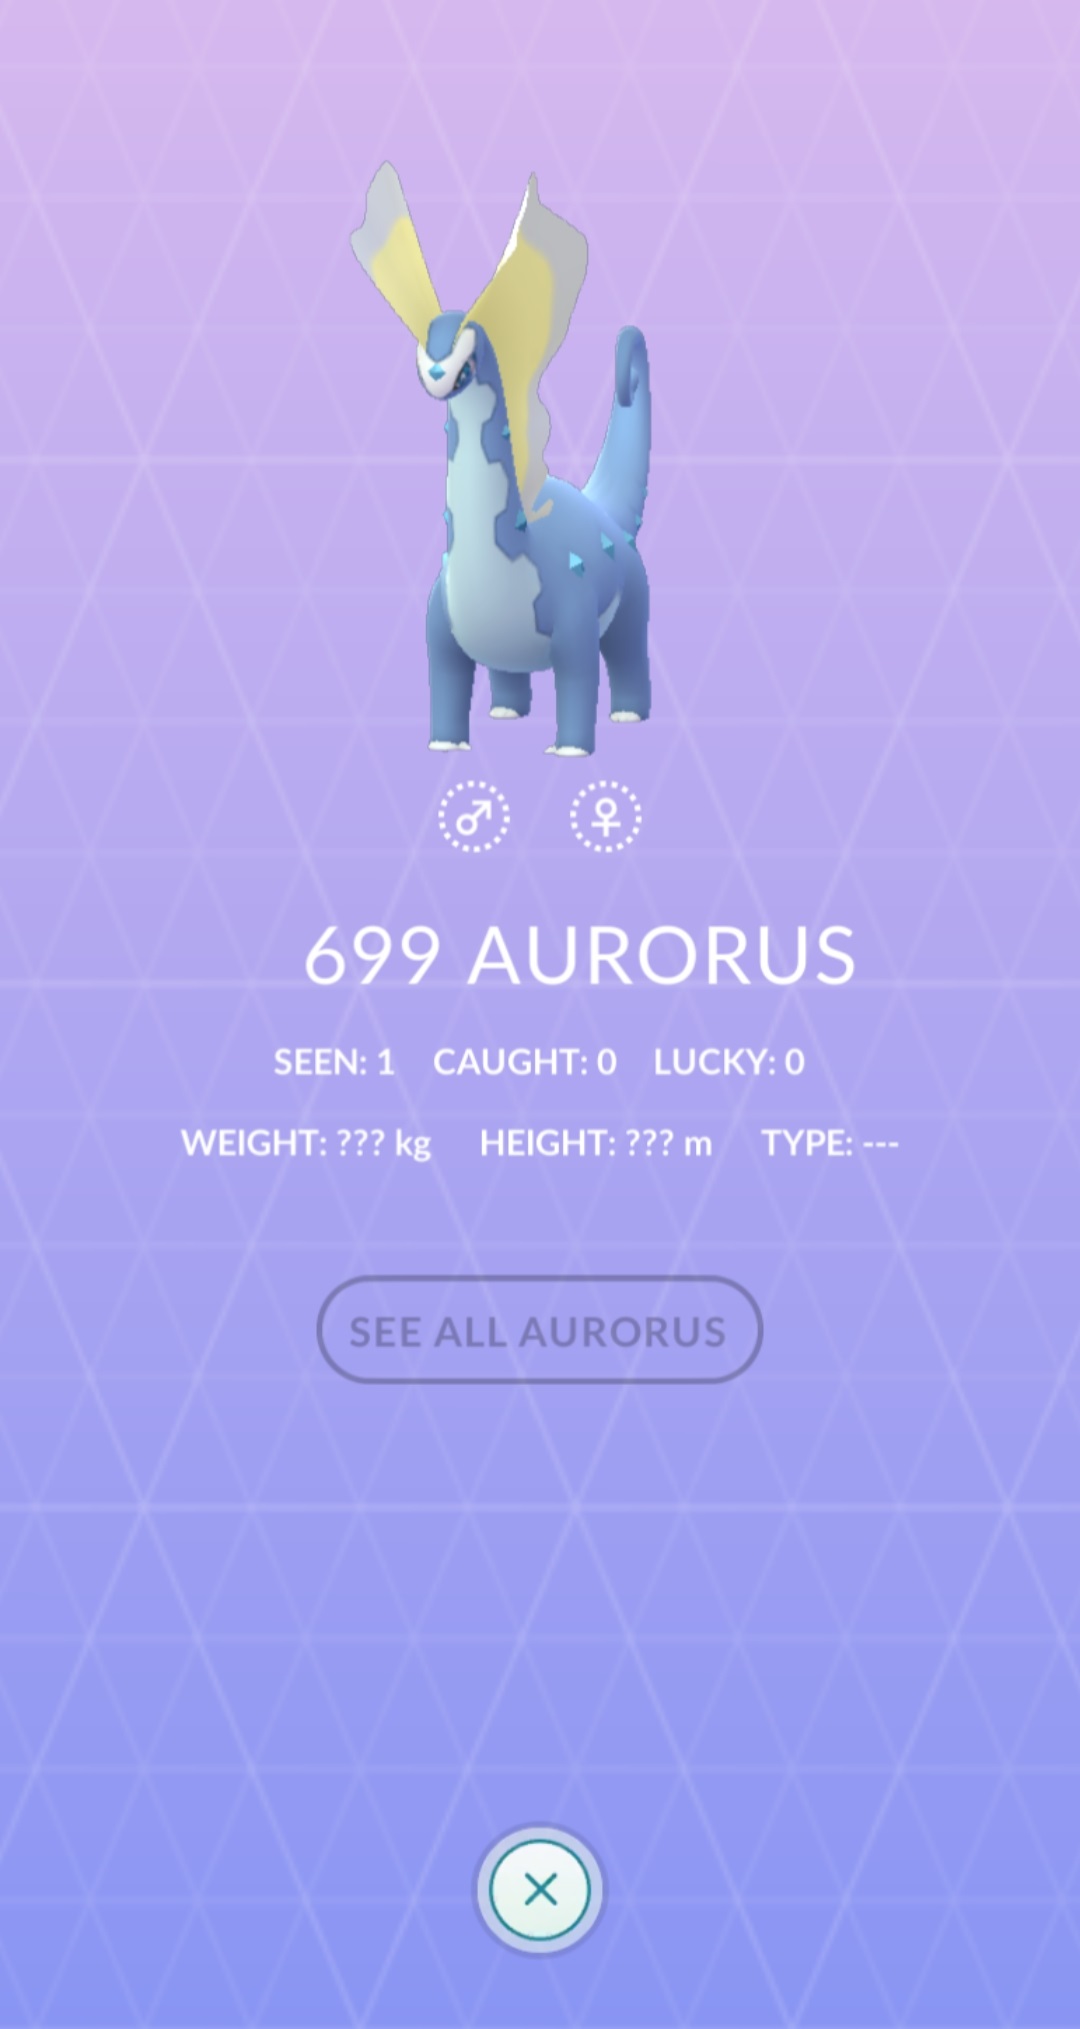 699 AURORUS
SEEN: 1 CAUGHT: 0 LUCKY: 0
WEIGHT: ??? kg HEIGHT: ??? m TYPE: ---
SEE ALL AURORUS